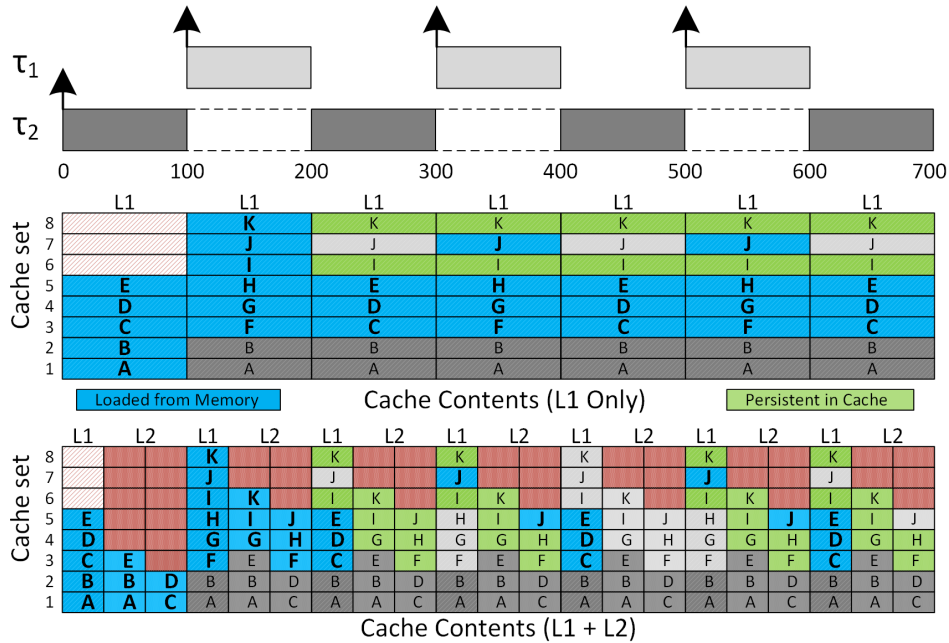 τ1
τ2
0 100 200 300 400 500 600 700
L1 L1 L1 L1 L1 L1 L1
Cache set
8 K K K K K K
7 J J J J J J
6 I I I I I I
5 E H E H E H E
4 D G D G D G D
3 C F C F C F C
2 B B B B B B B
1 A A A A A A A
Loaded from Memory
Cache Contents (L1 Only)
Persistent in Cache
L1 L2 L1 L2 L1 L2 L1 L2 L1 L2 L1 L2 L1 L2
Cache set
8 K K K K K K
7 J J J J J J
6 I K I K I K I K I K I K
5 E H I J E I J H I J E I J H I J E I J
4 D G G H D G H G G H D G H G G H D G H
3 C E F E F C E F F E F C E F F E F C E F
2 B B D B B D B B D B B D B B D B B D B B D
1 A A C A A C A A C A A C A A C A A C A A C
Cache Contents (L1 + L2)